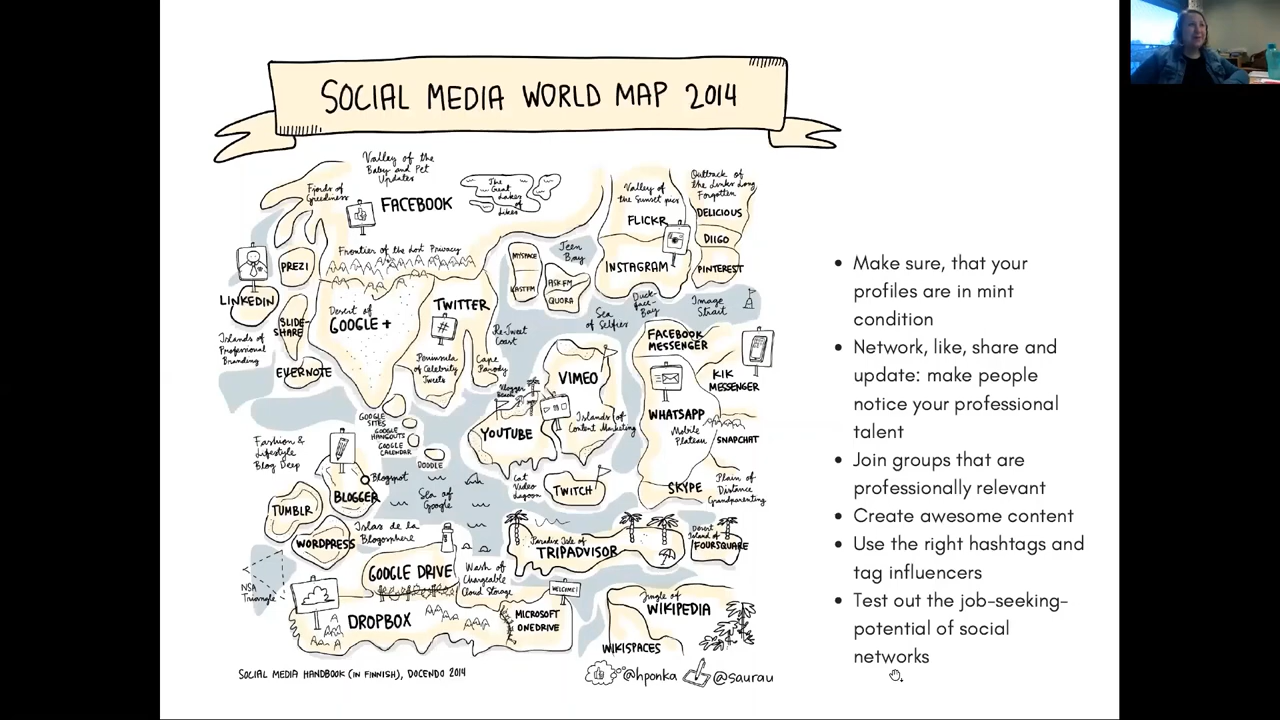 SOCIAL MEDIA WORLD MAP 2014
Valley of the
Baby and Pet
Updates
Fjords of
Greediness
FACEBOOK
The
Great
Lakes
of
Likes
Valley of
the Sunset pics
FLICKR
Outback of
the Links Long
Forgotten
DELICIOUS
DIIGO
PINTEREST
INSTAGRAM
Frontier of the Lost Privacy
PREZI
LINKEDIN
MYSPACE
LAST.FM
Teen
Bay
ASK.FM
QUORA
Duck-
face-
Bay
Image
Strait
Sea
of Selfies
SLIDE-
SHARE
Desert of
GOOGLE +
TWITTER
#
Re-Tweet
Coast
Islands of
Professional
Branding
EVERNOTE
Peninsula
of Celebrity
Tweets
Cape
Parody
FACEBOOK
MESSENGER
KIK
MESSENGER
VIMEO
Vlogger
Beach
Islands of
Content Marketing
YOUTUBE
WHATSAPP
Mobile
Plateau
SNAPCHAT
GOOGLE
SITES
GOOGLE
HANGOUTS
GOOGLE
CALENDAR
DOODLE
Fashion &
Lifestyle
Blog Deep
Blogspot
BLOGGER
Sea of
Google
Cat
Video
Lagoon
TWITCH
SKYPE
Plain of
Distance
Grandparenting
TUMBLR
WORDPRESS
Islas de la
Blogosphere
Paradise Isle of
TRIPADVISOR
Desert
Island of
FOURSQUARE
NSA
Triangle
GOOGLE DRIVE
Wash of
Chargeable
Cloud Storage
WELCOME!
DROPBOX
MICROSOFT
ONEDRIVE
Jungle of
WIKIPEDIA
WIKISPACES
SOCIAL MEDIA HANDBOOK (IN FINNISH), DOCENDO 2014
@hponka
@saurau
• Make sure, that your
profiles are in mint
condition
• Network, like, share and
update: make people
notice your professional
talent
• Join groups that are
professionally relevant
• Create awesome content
• Use the right hashtags and
tag influencers
• Test out the job-seeking-
potential of social
networks